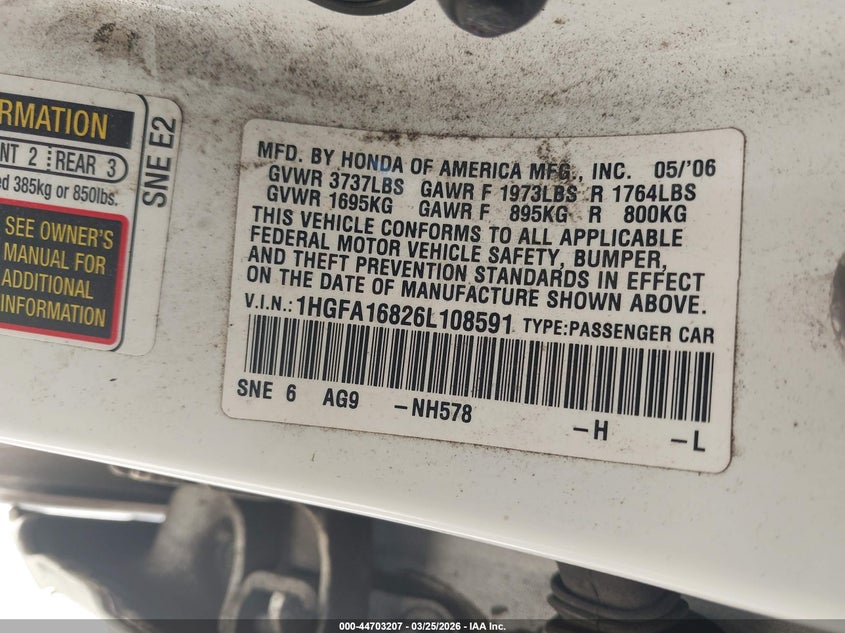 RMATION
NT 2 REAR 3
ed 385kg or 850lbs.
SEE OWNER'S
MANUAL FOR
ADDITIONAL
INFORMATION
SNE E2
MFD. BY HONDA OF AMERICA MFG., INC. 05/'06
GVWR 3737LBS GAWR F 1973LBS R 1764LBS
GVWR 1695KG GAWR F 895KG R 800KG
THIS VEHICLE CONFORMS TO ALL APPLICABLE
FEDERAL MOTOR VEHICLE SAFETY, BUMPER,
AND THEFT PREVENTION STANDARDS IN EFFECT
ON THE DATE OF MANUFACTURE SHOWN ABOVE.
V.I.N.: 1HGFA16826L108591 TYPE:PASSENGER CAR
SNE 6 AG9 -NH578 -H -L
000-44703207 - 03/25/2026 - IAA Inc.